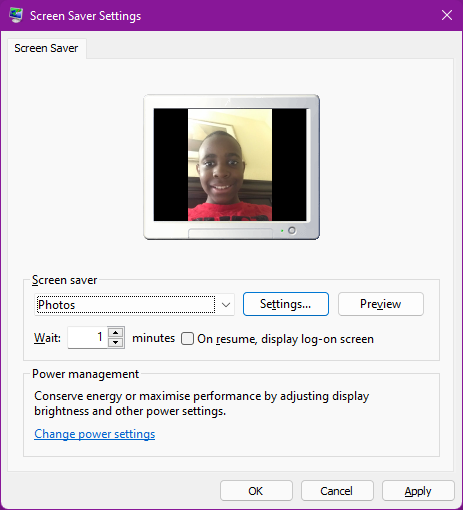 Screen Saver Settings
Screen Saver
Screen saver
Photos
Settings...
Preview
Wait: 1 minutes On resume, display log-on screen
Power management
Conserve energy or maximise performance by adjusting display
brightness and other power settings.
Change power settings
OK Cancel Apply